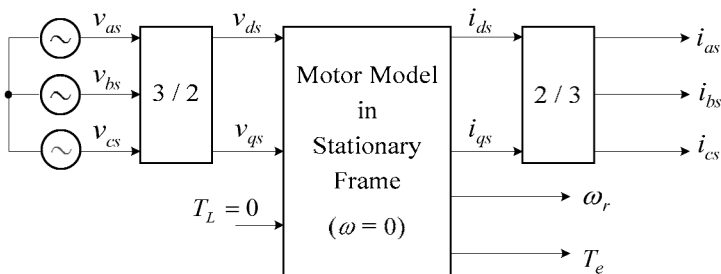 v_as
v_bs
v_cs
3 / 2
v_ds
v_qs
T_L = 0
Motor Model
in
Stationary
Frame
(ω = 0)
i_ds
i_qs
ω_r
T_e
2 / 3
i_as
i_bs
i_cs